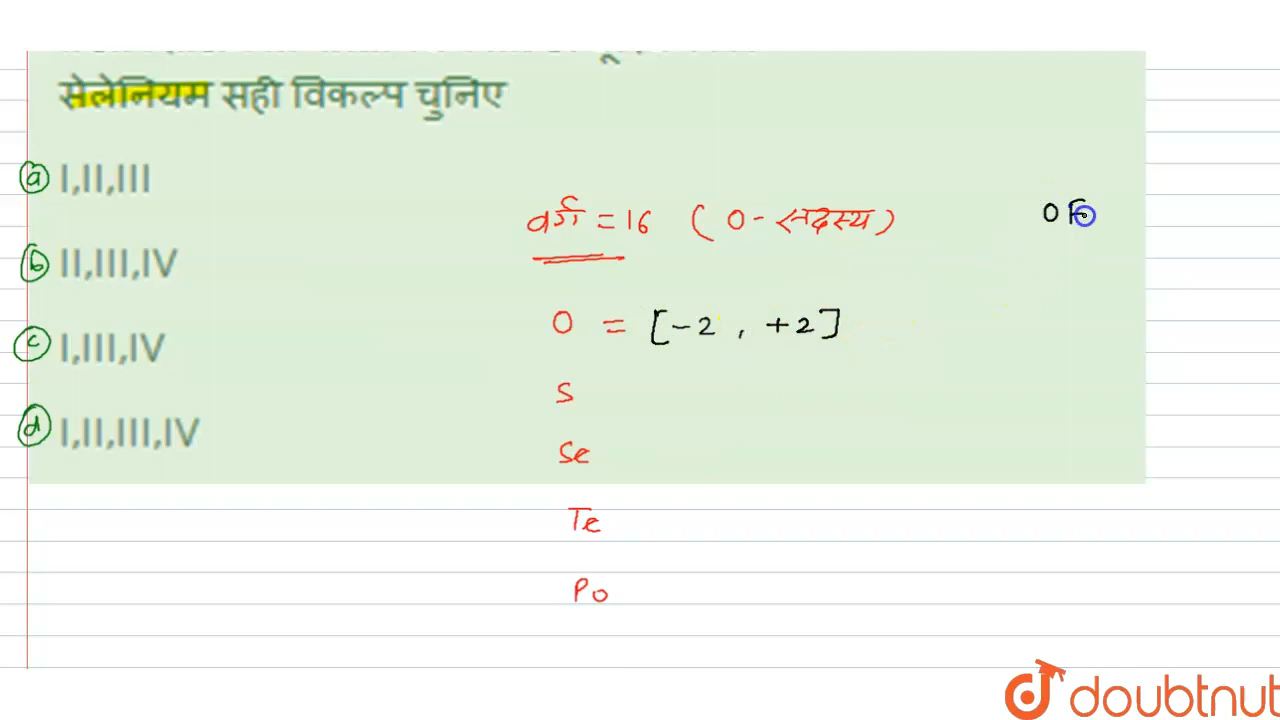 सेलेनियम सही विकल्प चुनिए
(a) I,II,III
वर्ग = 16 (O - सदस्य)
OF
(b) II,III,IV
O = [-2, +2]
(c) I,III,IV
S
(d) I,II,III,IV
Se
Te
Po
doubtnut